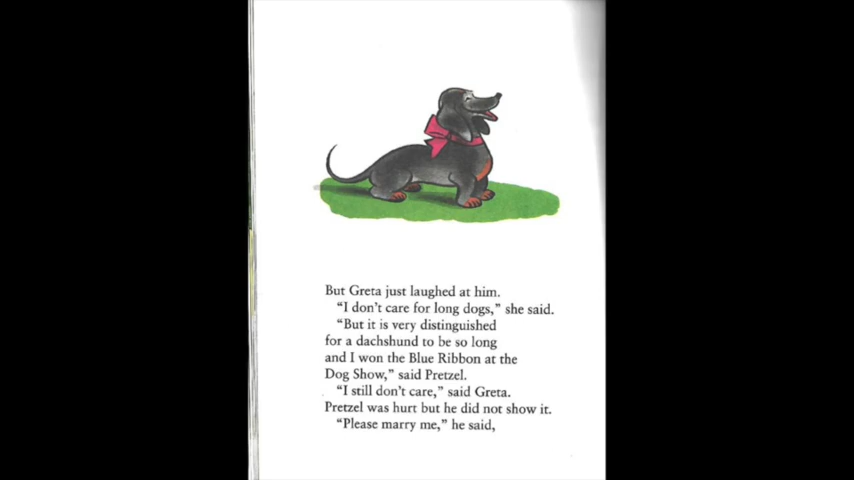 But Greta just laughed at him.
"I don't care for long dogs," she said.
"But it is very distinguished
for a dachshund to be so long
and I won the Blue Ribbon at the
Dog Show," said Pretzel.
"I still don't care," said Greta.
Pretzel was hurt but he did not show it.
"Please marry me," he said,